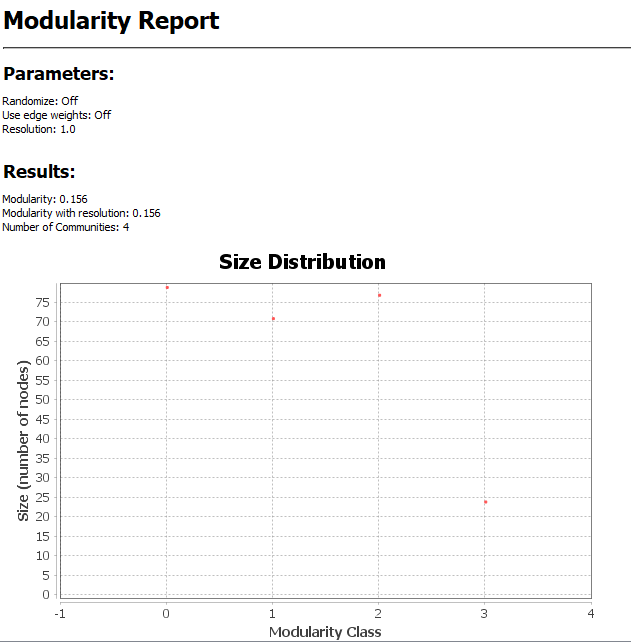 Modularity Report
Parameters:
Randomize: Off
Use edge weights: Off
Resolution: 1.0
Results:
Modularity: 0.156
Modularity with resolution: 0.156
Number of Communities: 4
Size Distribution
75
70
65
60
55
50
45
40
35
30
25
20
15
10
5
0
Size (number of nodes)
-1 0 1 2 3 4
Modularity Class